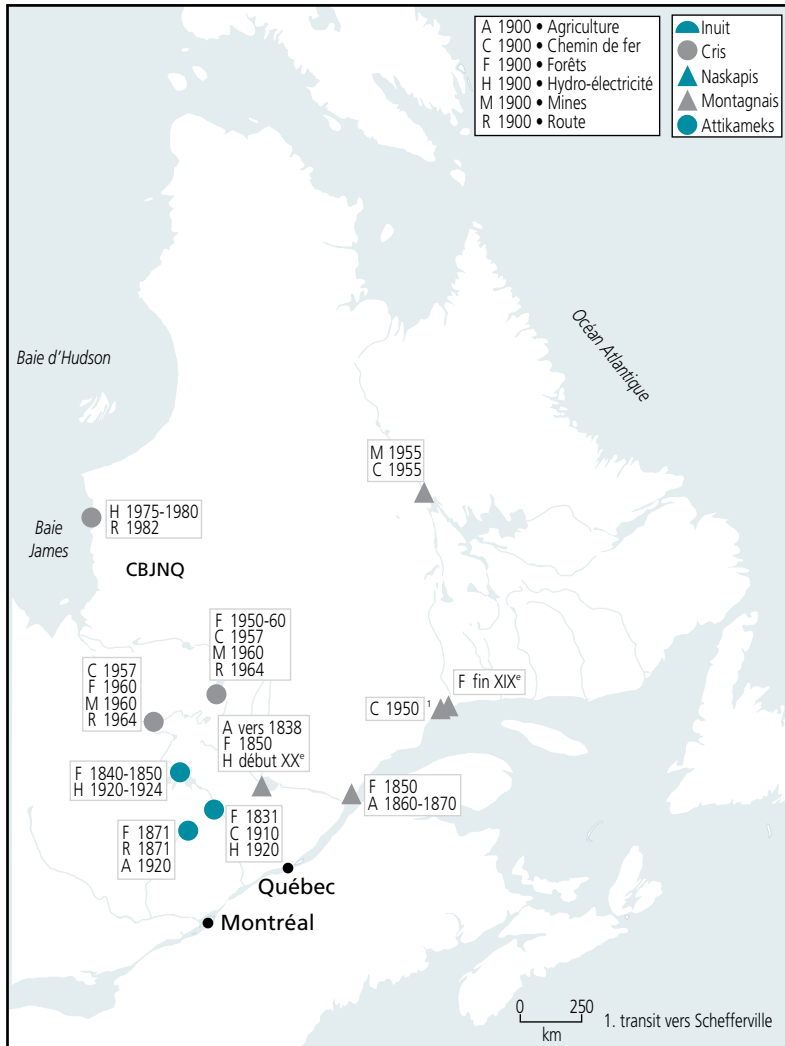 A 1900 • Agriculture
C 1900 • Chemin de fer
F 1900 • Forêts
H 1900 • Hydro-électricité
M 1900 • Mines
R 1900 • Route
Inuit
Cris
Naskapis
Montagnais
Attikameks
Océan Atlantique
Baie d'Hudson
M 1955
C 1955
H 1975-1980
R 1982
Baie
James
CBJNQ
F 1950-60
C 1957
M 1960
R 1964
C 1957
F 1960
M 1960
R 1964
F fin XIXe
C 1950 1
A vers 1838
F 1850
H début XXe
F 1840-1850
H 1920-1924
F 1850
A 1860-1870
F 1831
C 1910
H 1920
F 1871
R 1871
A 1920
Québec
Montréal
0 250
km
1. transit vers Schefferville